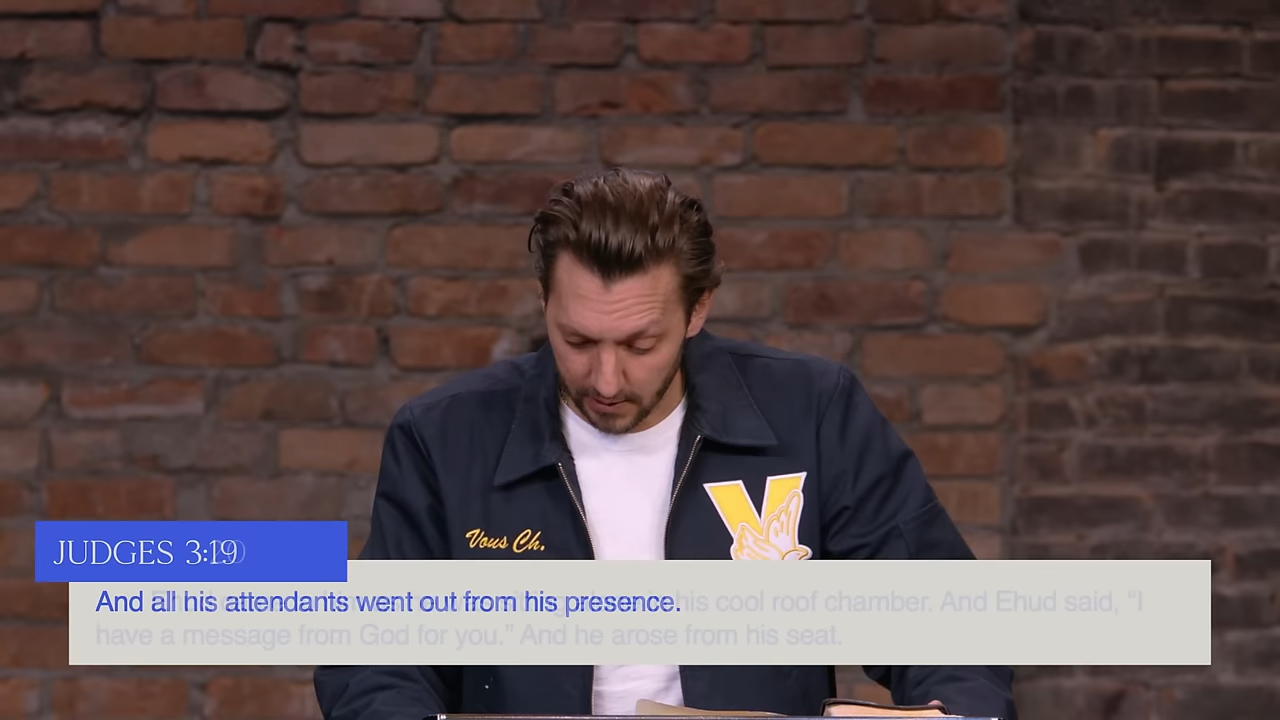 Vous Ch.
V
JUDGES 3:19
And all his attendants went out from his presence.
his cool roof chamber. And Ehud said, “I
have a message from God for you.” And he arose from his seat.